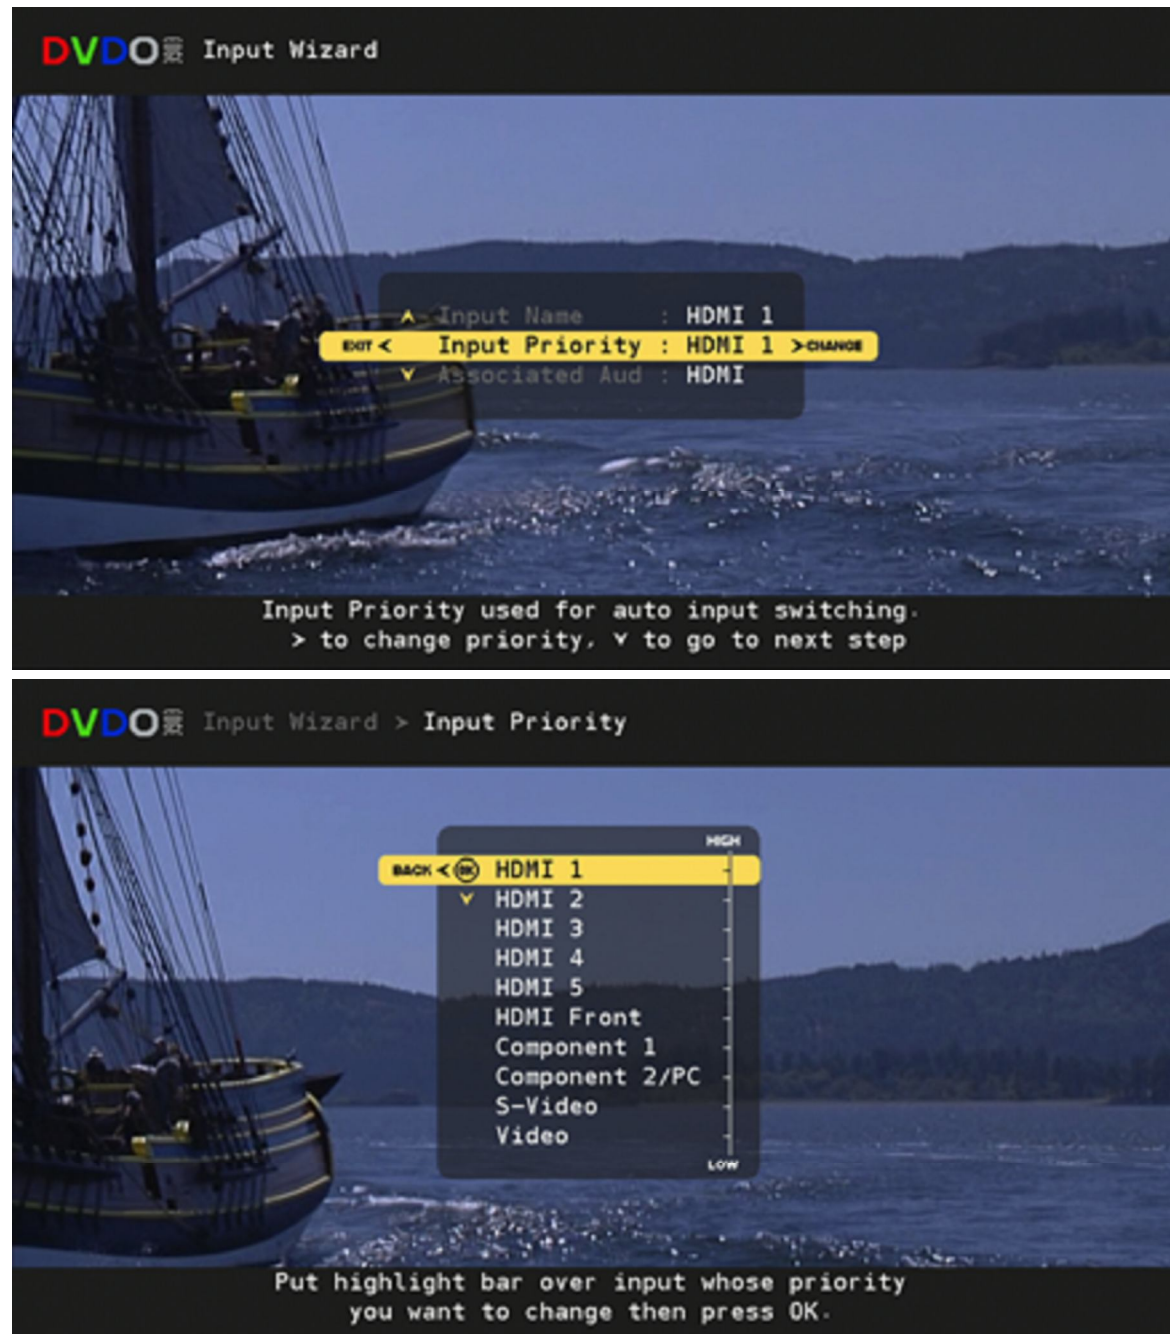 DVDO Input Wizard
Input Name : HDMI 1
EXIT < Input Priority : HDMI 1 >CHANGE
Associated Aud : HDMI
Input Priority used for auto input switching.
> to change priority, ˅ to go to next step
DVDO Input Wizard > Input Priority
HIGH
BACK < OK HDMI 1
HDMI 2
HDMI 3
HDMI 4
HDMI 5
HDMI Front
Component 1
Component 2/PC
S-Video
Video
LOW
Put highlight bar over input whose priority
you want to change then press OK.